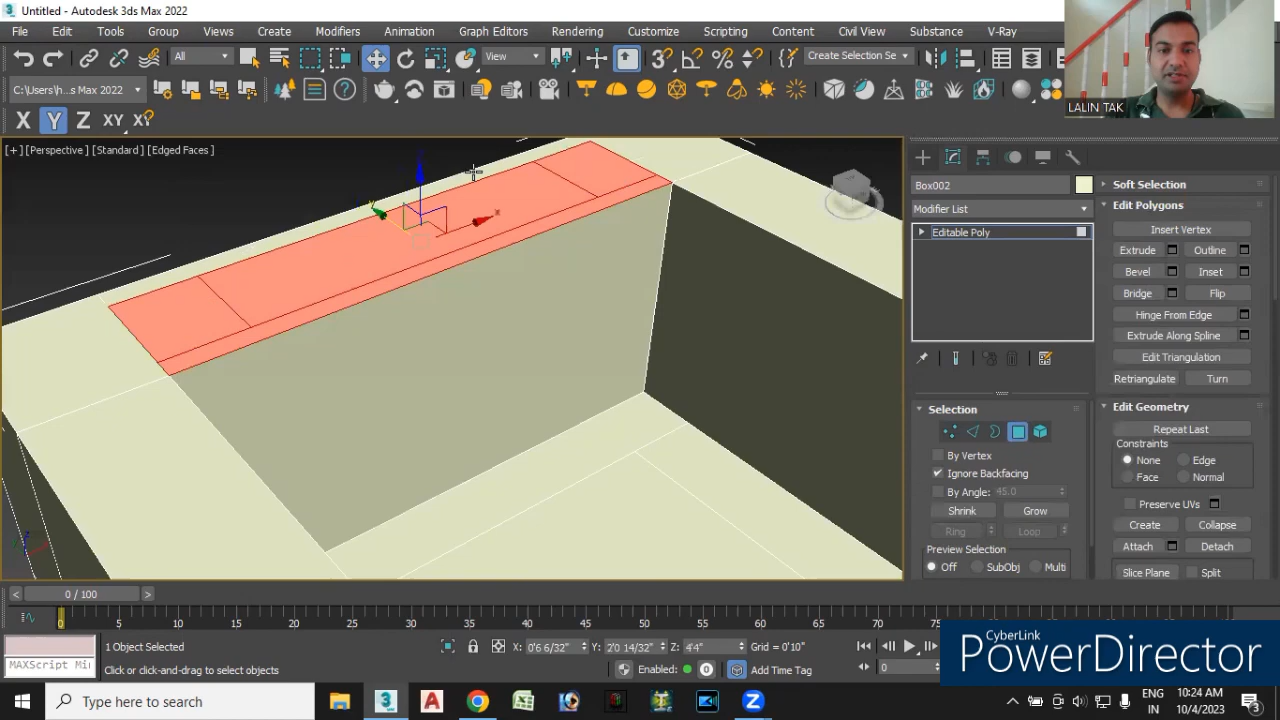 Untitled - Autodesk 3ds Max 2022
File Edit Tools Group Views Create Modifiers Animation Graph Editors Rendering Customize Scripting Content Civil View Substance V-Ray
All View Create Selection Se
C:\Users\h...s Max 2022
X Y Z XY XY
LALIN TAK
[+] [Perspective] [Standard] [Edged Faces]
Box002
Modifier List
Editable Poly
Selection
By Vertex
Ignore Backfacing
By Angle: 45.0
Shrink Grow
Ring Loop
Preview Selection
Off SubObj Multi
Soft Selection
Edit Polygons
Insert Vertex
Extrude Outline
Bevel Inset
Bridge Flip
Hinge From Edge
Extrude Along Spline
Edit Triangulation
Retriangulate Turn
Edit Geometry
Repeat Last
Constraints
None Edge
Face Normal
Preserve UVs
Create Collapse
Attach Detach
Slice Plane Split
< 0 / 100 >
0 5 10 15 20 25 30 35 40 45 50 55 60 65 70 75
1 Object Selected X: 0'6 6/32" Y: 2'0 14/32" Z: 4'4" Grid = 0'10"
MAXScript Mi Click or click-and-drag to select objects Enabled: 0 Add Time Tag 0
CyberLink
PowerDirector
Type here to search
ENG
IN
10:24 AM
10/4/2023
3